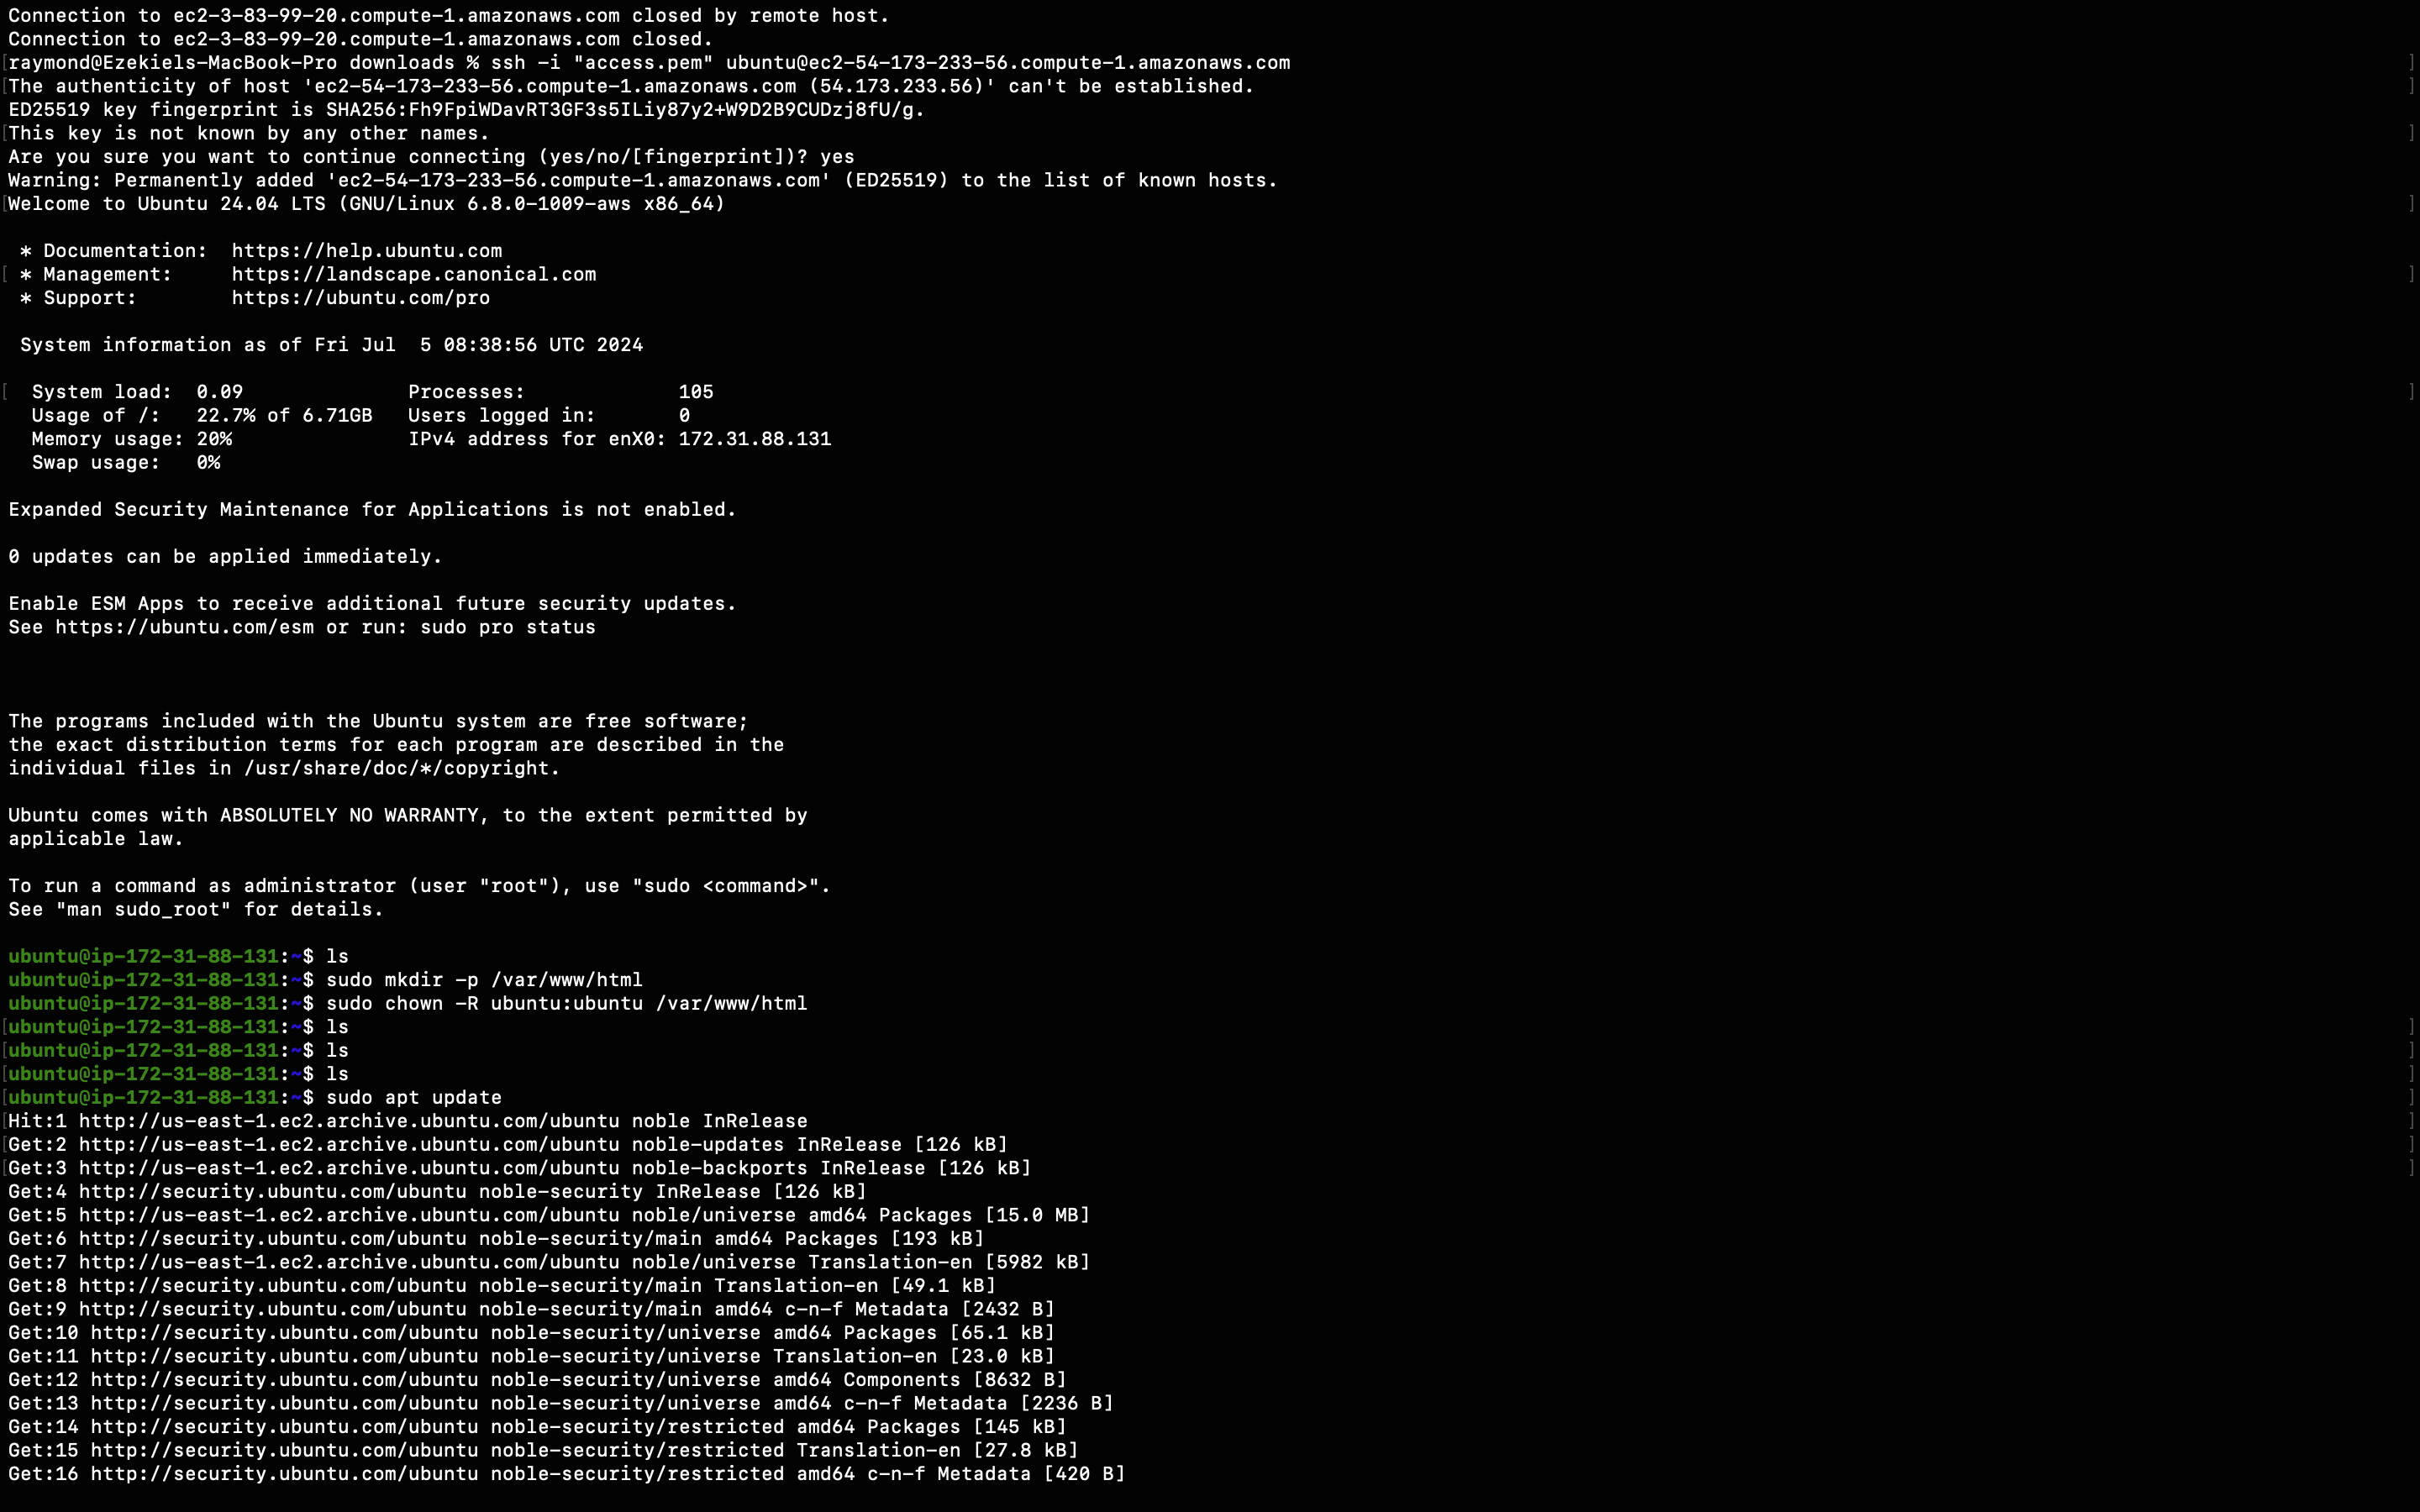 Connection to ec2-3-83-99-20.compute-1.amazonaws.com closed by remote host.
Connection to ec2-3-83-99-20.compute-1.amazonaws.com closed.
[raymond@Ezekiels-MacBook-Pro downloads % ssh -i "access.pem" ubuntu@ec2-54-173-233-56.compute-1.amazonaws.com ]
[The authenticity of host 'ec2-54-173-233-56.compute-1.amazonaws.com (54.173.233.56)' can't be established. ]
ED25519 key fingerprint is SHA256:Fh9FpiWDavRT3GF3s5ILiy87y2+W9D2B9CUDzj8fU/g.
[This key is not known by any other names. ]
Are you sure you want to continue connecting (yes/no/[fingerprint])? yes
Warning: Permanently added 'ec2-54-173-233-56.compute-1.amazonaws.com' (ED25519) to the list of known hosts.
[Welcome to Ubuntu 24.04 LTS (GNU/Linux 6.8.0-1009-aws x86_64) ]
* Documentation:  https://help.ubuntu.com
[ * Management:     https://landscape.canonical.com ]
* Support:        https://ubuntu.com/pro
System information as of Fri Jul  5 08:38:56 UTC 2024
[ System load:  0.09              Processes:             105 ]
Usage of /:   22.7% of 6.71GB   Users logged in:       0
Memory usage: 20%               IPv4 address for enX0: 172.31.88.131
Swap usage:   0%
Expanded Security Maintenance for Applications is not enabled.
0 updates can be applied immediately.
Enable ESM Apps to receive additional future security updates.
See https://ubuntu.com/esm or run: sudo pro status
The programs included with the Ubuntu system are free software;
the exact distribution terms for each program are described in the
individual files in /usr/share/doc/*/copyright.
Ubuntu comes with ABSOLUTELY NO WARRANTY, to the extent permitted by
applicable law.
To run a command as administrator (user "root"), use "sudo <command>".
See "man sudo_root" for details.
ubuntu@ip-172-31-88-131:~$ ls
ubuntu@ip-172-31-88-131:~$ sudo mkdir -p /var/www/html
ubuntu@ip-172-31-88-131:~$ sudo chown -R ubuntu:ubuntu /var/www/html
[ubuntu@ip-172-31-88-131:~$ ls ]
[ubuntu@ip-172-31-88-131:~$ ls ]
[ubuntu@ip-172-31-88-131:~$ ls ]
[ubuntu@ip-172-31-88-131:~$ sudo apt update ]
[Hit:1 http://us-east-1.ec2.archive.ubuntu.com/ubuntu noble InRelease ]
[Get:2 http://us-east-1.ec2.archive.ubuntu.com/ubuntu noble-updates InRelease [126 kB] ]
[Get:3 http://us-east-1.ec2.archive.ubuntu.com/ubuntu noble-backports InRelease [126 kB] ]
Get:4 http://security.ubuntu.com/ubuntu noble-security InRelease [126 kB]
Get:5 http://us-east-1.ec2.archive.ubuntu.com/ubuntu noble/universe amd64 Packages [15.0 MB]
Get:6 http://security.ubuntu.com/ubuntu noble-security/main amd64 Packages [193 kB]
Get:7 http://us-east-1.ec2.archive.ubuntu.com/ubuntu noble/universe Translation-en [5982 kB]
Get:8 http://security.ubuntu.com/ubuntu noble-security/main Translation-en [49.1 kB]
Get:9 http://security.ubuntu.com/ubuntu noble-security/main amd64 c-n-f Metadata [2432 B]
Get:10 http://security.ubuntu.com/ubuntu noble-security/universe amd64 Packages [65.1 kB]
Get:11 http://security.ubuntu.com/ubuntu noble-security/universe Translation-en [23.0 kB]
Get:12 http://security.ubuntu.com/ubuntu noble-security/universe amd64 Components [8632 B]
Get:13 http://security.ubuntu.com/ubuntu noble-security/universe amd64 c-n-f Metadata [2236 B]
Get:14 http://security.ubuntu.com/ubuntu noble-security/restricted amd64 Packages [145 kB]
Get:15 http://security.ubuntu.com/ubuntu noble-security/restricted Translation-en [27.8 kB]
Get:16 http://security.ubuntu.com/ubuntu noble-security/restricted amd64 c-n-f Metadata [420 B]